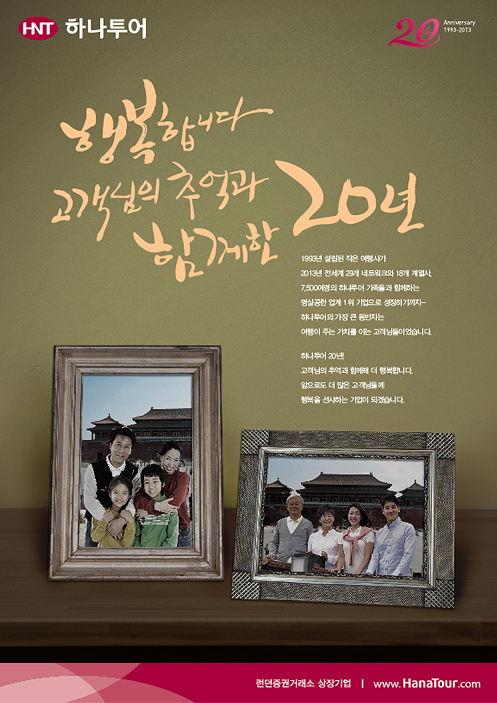 HNT 하나투어
20th Anniversary
1993-2013
행복합니다
고객님의 추억과
함께한 20년
1993년 설립된 작은 여행사가
2013년 전세계 29개 네트워크와 18개 계열사,
7,500여명의 하나투어 가족들과 함께하는
명실공한 업계 1위 기업으로 성장하기까지-
하나투어의 가장 큰 동반자는
여행이 주는 가치를 아는 고객님들이었습니다.
하나투어 20년!
고객님의 추억과 함께해 더 행복합니다.
앞으로도 더 많은 고객님들께
행복을 선사하는 기업이 되겠습니다.
런던증권거래소 상장기업 | www.HanaTour.com